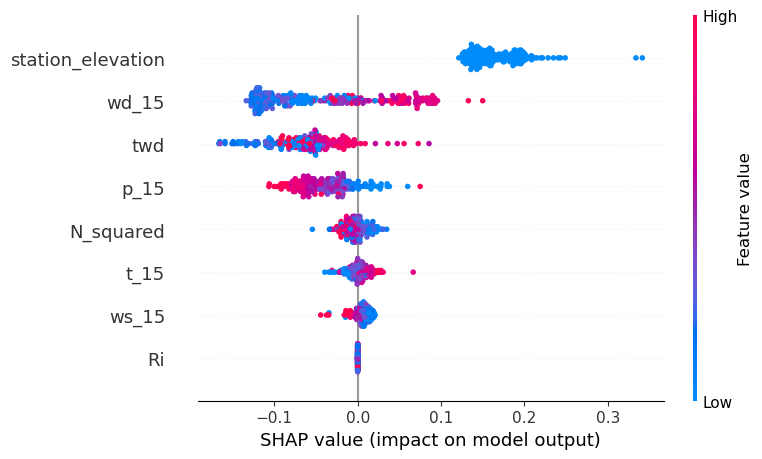 High
station_elevation
wd_15
twd
p_15
N_squared
t_15
ws_15
Ri
Feature value
Low
−0.1 0.0 0.1 0.2 0.3
SHAP value (impact on model output)